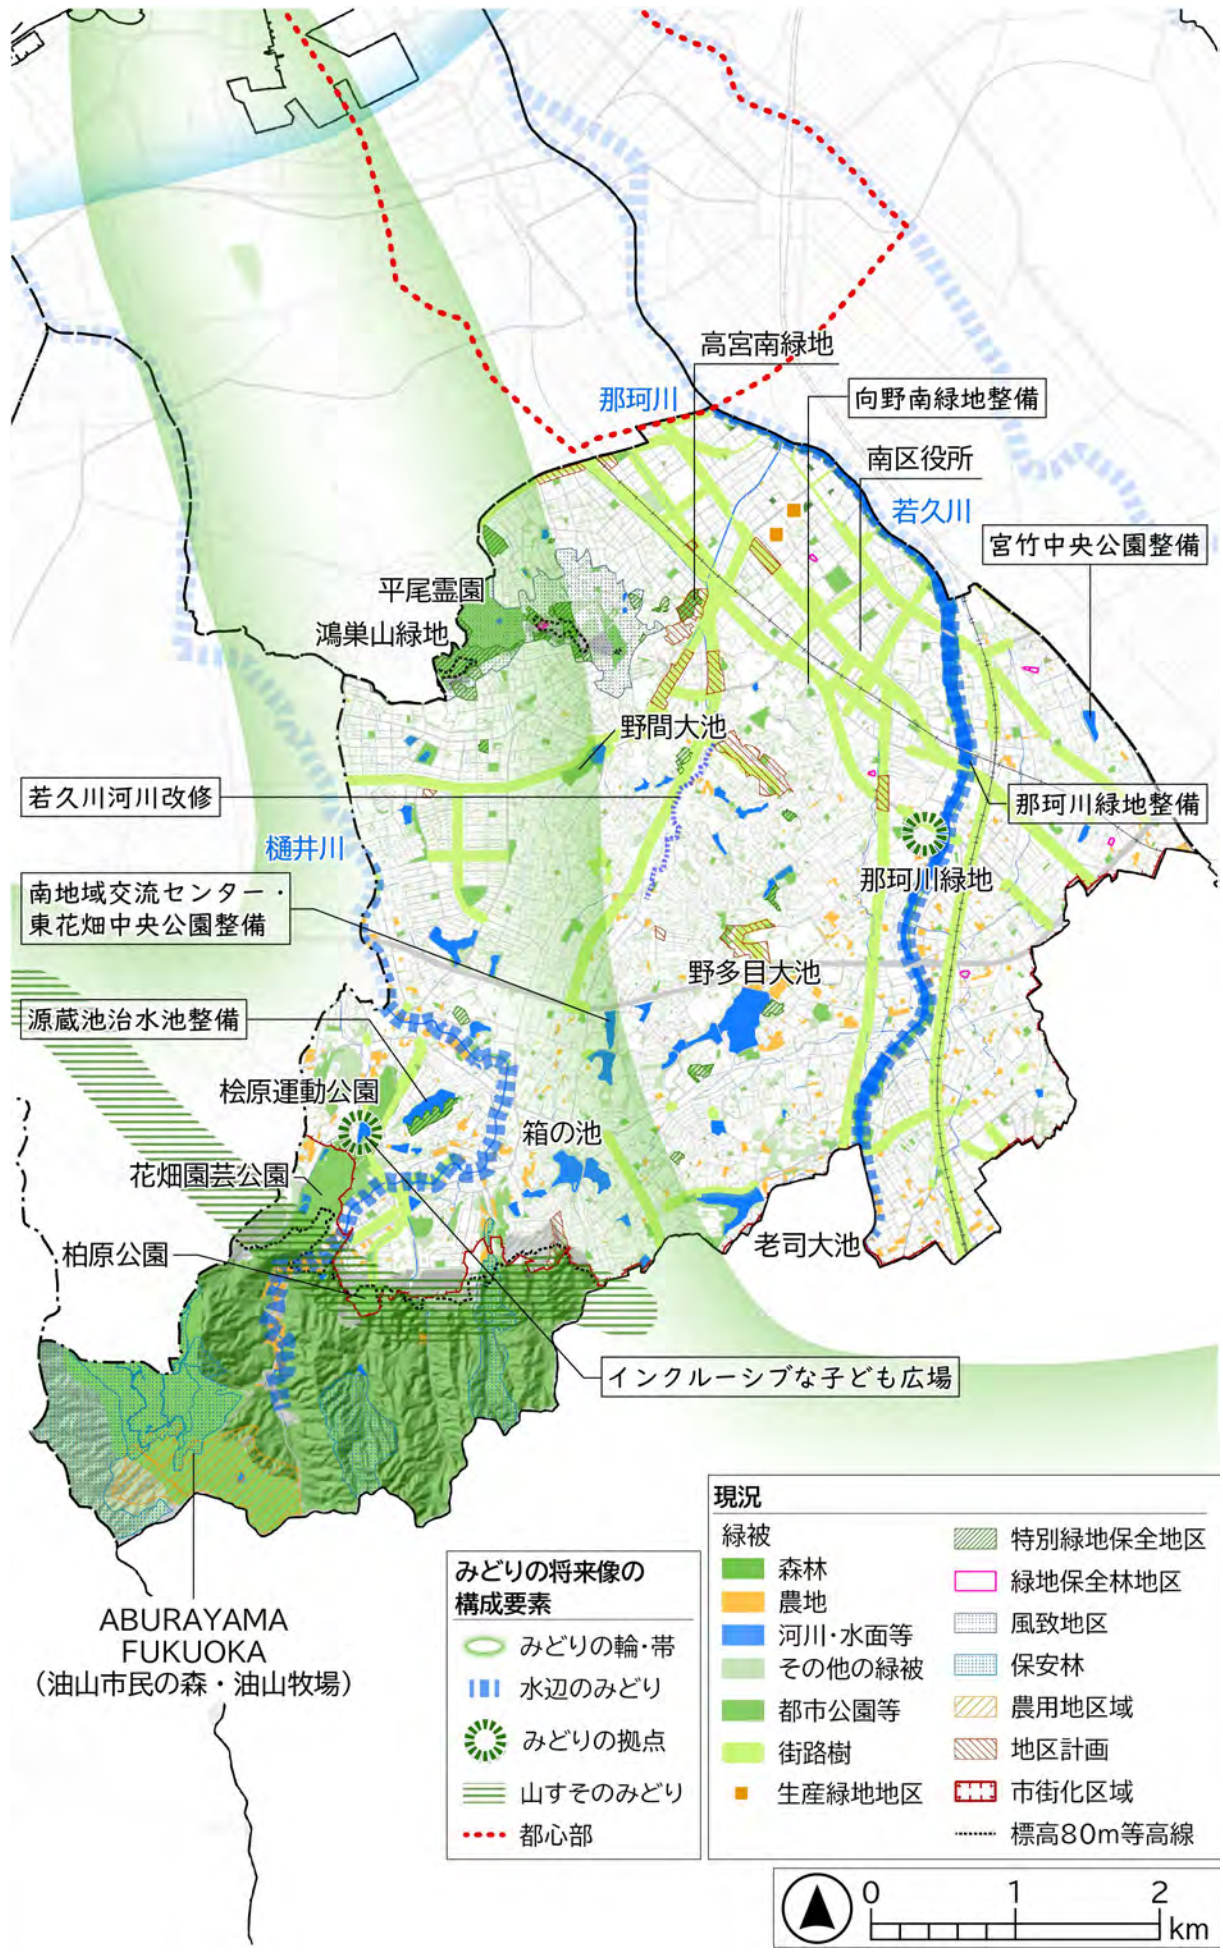 高宮南緑地
那珂川
向野南緑地整備
南区役所
若久川
宮竹中央公園整備
平尾霊園
鴻巣山緑地
野間大池
若久川河川改修
那珂川緑地整備
樋井川
那珂川緑地
南地域交流センター・
東花畑中央公園整備
野多目大池
源蔵池治水池整備
桧原運動公園
箱の池
花畑園芸公園
柏原公園
老司大池
インクルーシブな子ども広場
ABURAYAMA
FUKUOKA
(油山市民の森・油山牧場)
みどりの将来像の
構成要素
みどりの輪・帯
水辺のみどり
みどりの拠点
山すそのみどり
都心部
現況
緑被
森林
農地
河川・水面等
その他の緑被
都市公園等
街路樹
生産緑地地区
特別緑地保全地区
緑地保全林地区
風致地区
保安林
農用地区域
地区計画
市街化区域
標高80m等高線
0 1 2
km